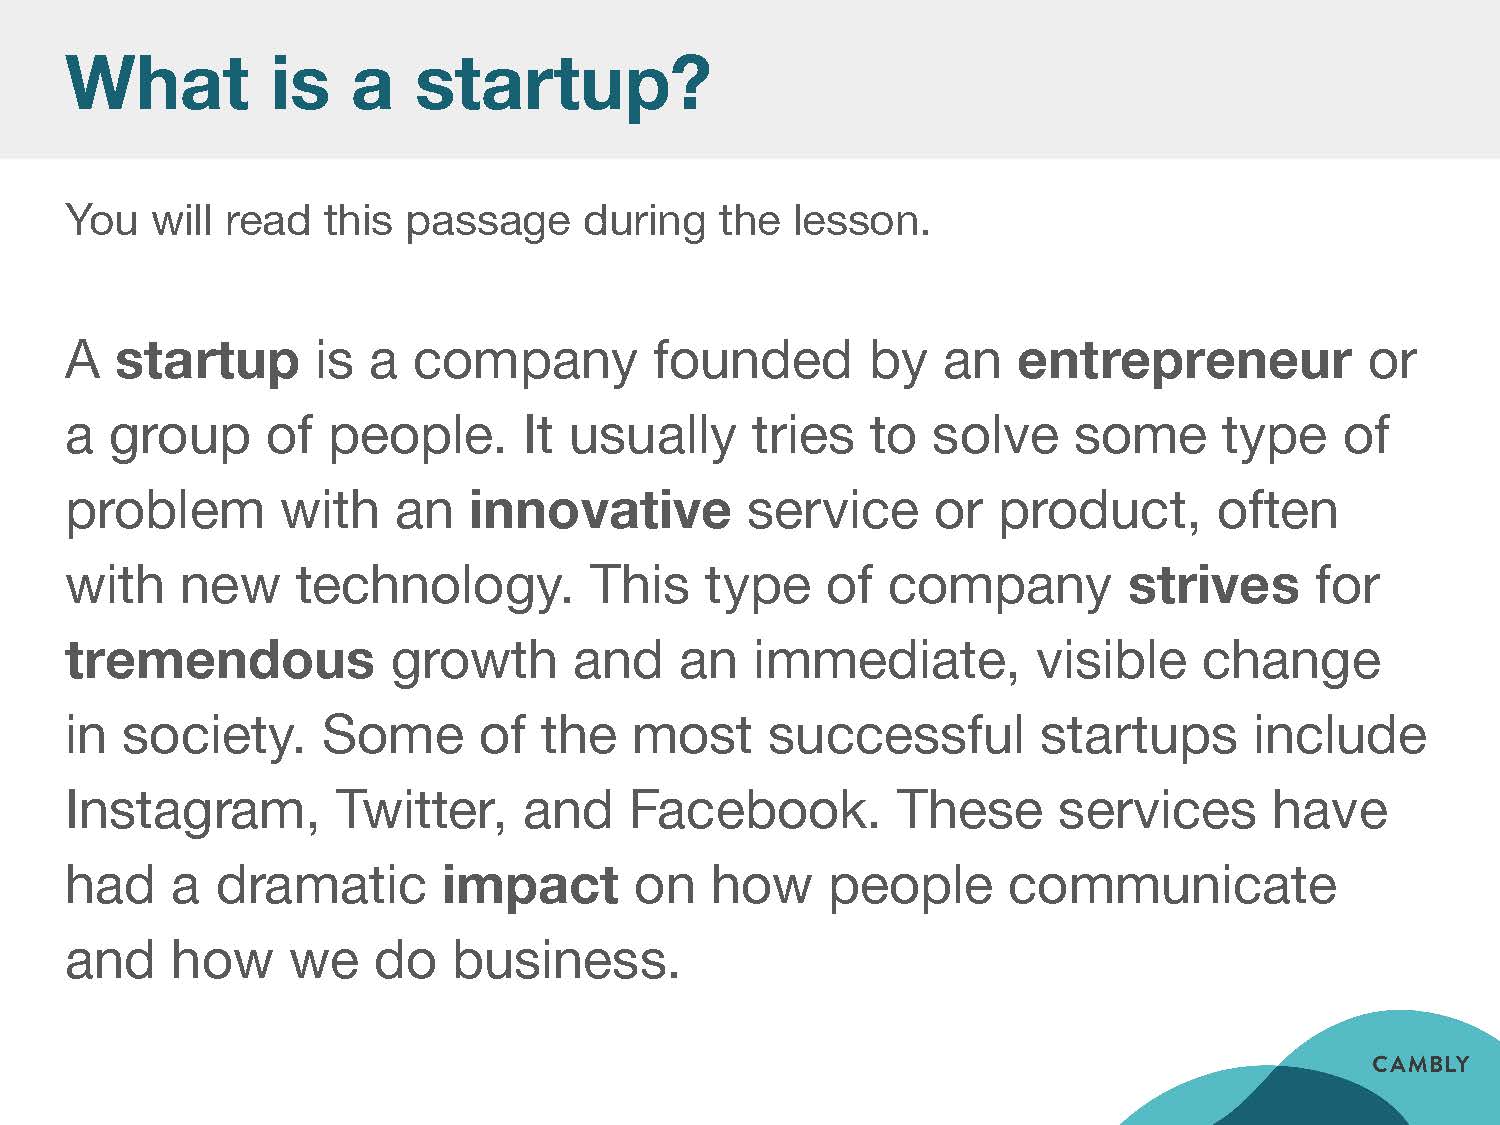 What is a startup?
You will read this passage during the lesson.
A startup is a company founded by an entrepreneur or
a group of people. It usually tries to solve some type of
problem with an innovative service or product, often
with new technology. This type of company strives for
tremendous growth and an immediate, visible change
in society. Some of the most successful startups include
Instagram, Twitter, and Facebook. These services have
had a dramatic impact on how people communicate
and how we do business.
CAMBLY